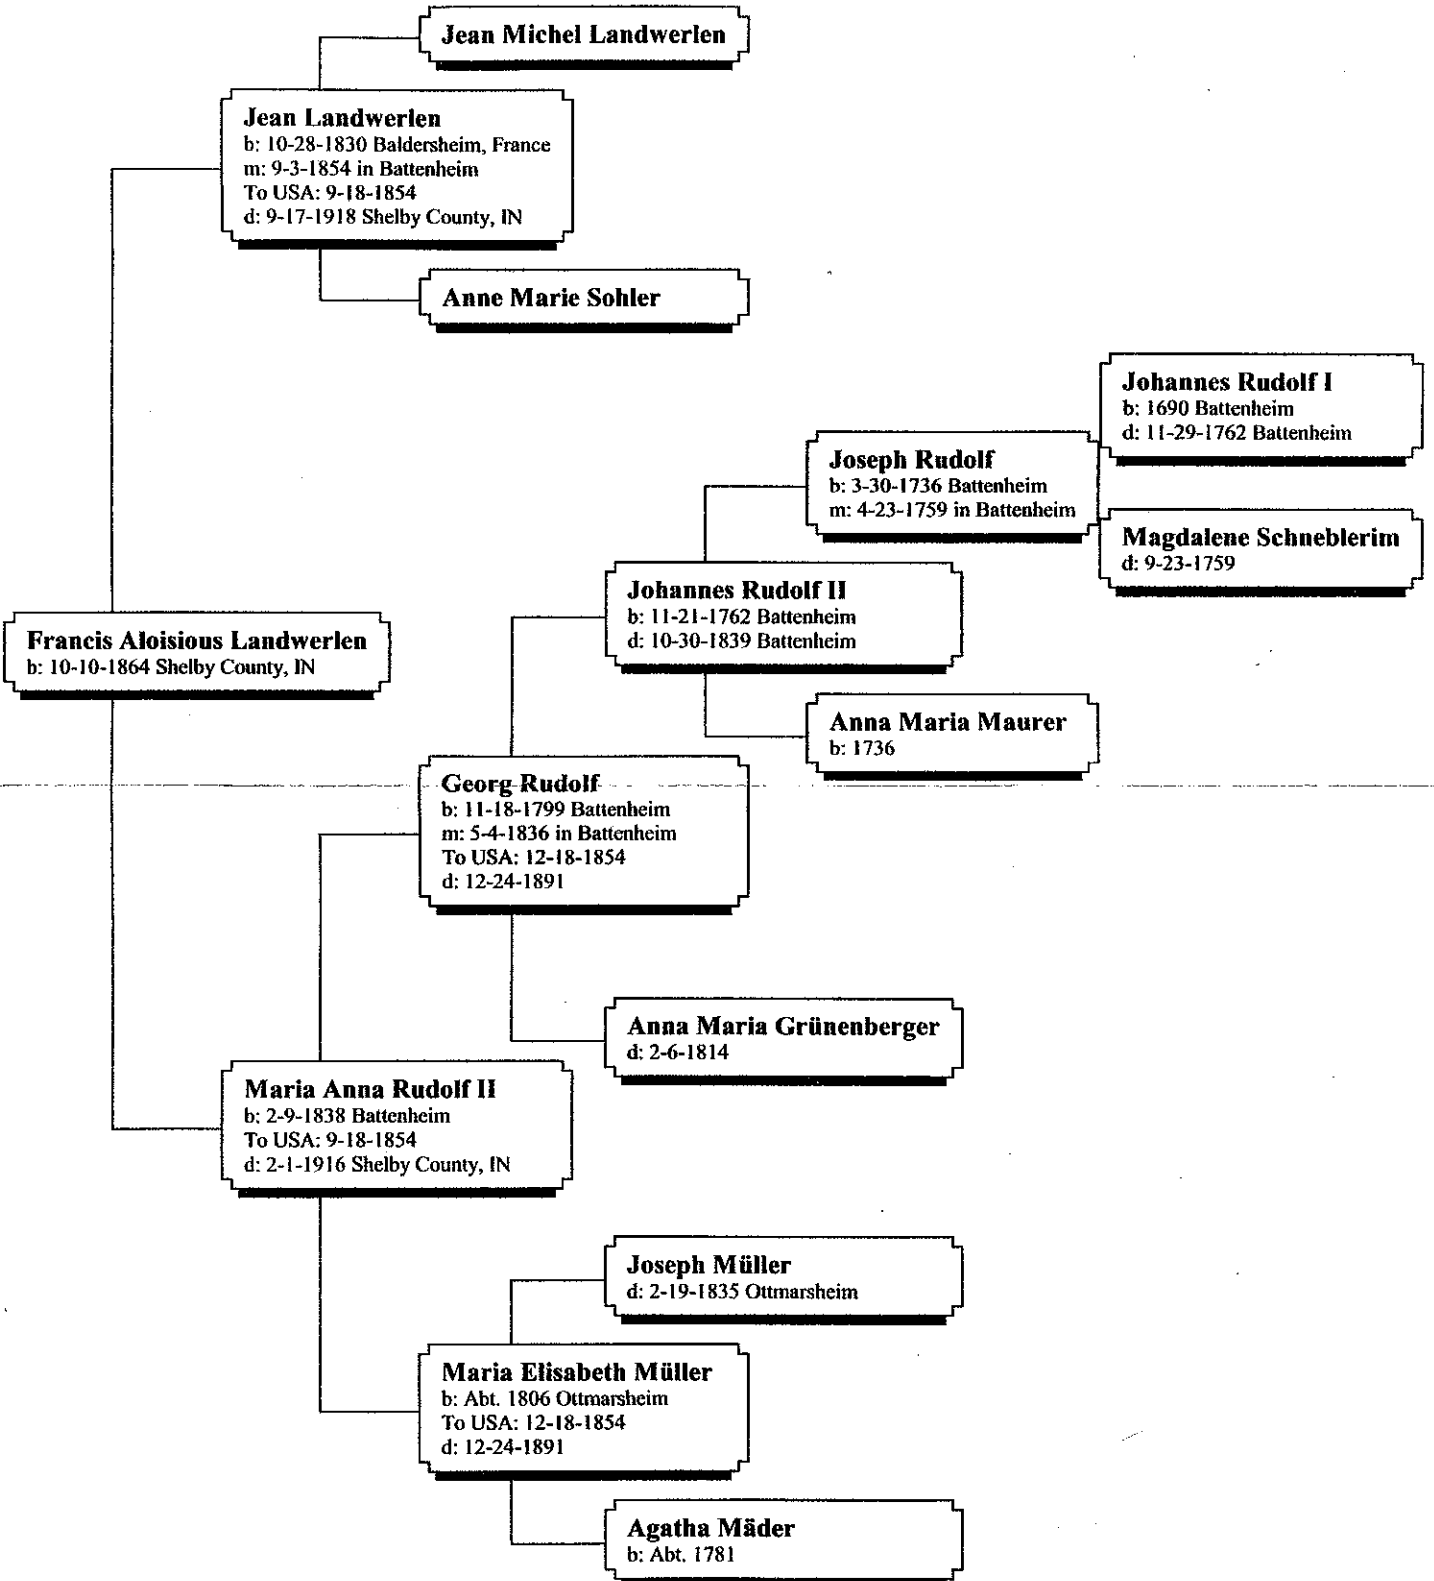 Jean Michel Landwerlen
Jean Landwerlen
b: 10-28-1830 Baldersheim, France
m: 9-3-1854 in Battenheim
To USA: 9-18-1854
d: 9-17-1918 Shelby County, IN
Anne Marie Sohler
Johannes Rudolf I
b: 1690 Battenheim
d: 11-29-1762 Battenheim
Joseph Rudolf
b: 3-30-1736 Battenheim
m: 4-23-1759 in Battenheim
Magdalene Schneblerim
d: 9-23-1759
Johannes Rudolf II
b: 11-21-1762 Battenheim
d: 10-30-1839 Battenheim
Francis Aloisious Landwerlen
b: 10-10-1864 Shelby County, IN
Anna Maria Maurer
b: 1736
Georg Rudolf
b: 11-18-1799 Battenheim
m: 5-4-1836 in Battenheim
To USA: 12-18-1854
d: 12-24-1891
Anna Maria Grünenberger
d: 2-6-1814
Maria Anna Rudolf II
b: 2-9-1838 Battenheim
To USA: 9-18-1854
d: 2-1-1916 Shelby County, IN
Joseph Müller
d: 2-19-1835 Ottmarsheim
Maria Elisabeth Müller
b: Abt. 1806 Ottmarsheim
To USA: 12-18-1854
d: 12-24-1891
Agatha Mäder
b: Abt. 1781